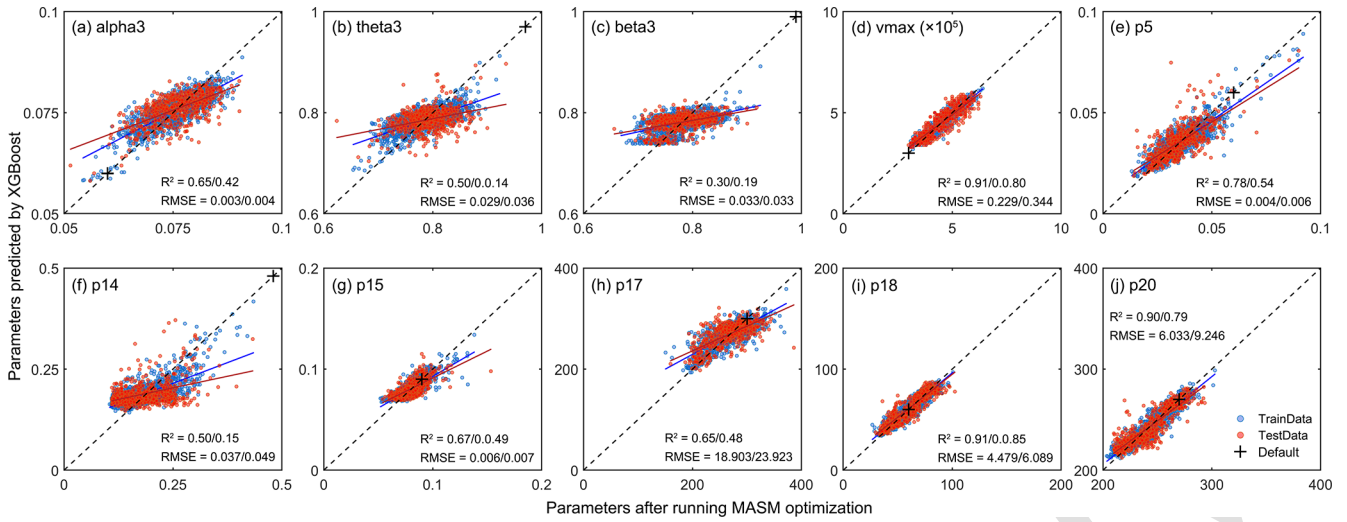 Parameters predicted by XGBoost
(a) alpha3
0.1
0.075
0.05
0.05
0.075
0.1
R² = 0.65/0.42
RMSE = 0.003/0.004
(b) theta3
1
0.8
0.6
0.6
0.8
1
R² = 0.50/0.0.14
RMSE = 0.029/0.036
(c) beta3
1
0.8
0.6
0.6
0.8
1
R² = 0.30/0.19
RMSE = 0.033/0.033
(d) vmax (×10⁵)
10
5
0
0
5
10
R² = 0.91/0.0.80
RMSE = 0.229/0.344
(e) p5
0.1
0.05
0
0
0.05
0.1
R² = 0.78/0.54
RMSE = 0.004/0.006
(f) p14
0.5
0.25
0
0
0.25
0.5
R² = 0.50/0.15
RMSE = 0.037/0.049
(g) p15
0.2
0.1
0
0
0.1
0.2
R² = 0.67/0.0.49
RMSE = 0.006/0.007
(h) p17
400
200
0
0
200
400
R² = 0.65/0.48
RMSE = 18.903/23.923
(i) p18
200
100
0
0
100
200
R² = 0.91/0.0.85
RMSE = 4.479/6.089
(j) p20
400
300
200
200
300
400
R² = 0.90/0.79
RMSE = 6.033/9.246
TrainData
TestData
Default
Parameters after running MASM optimization